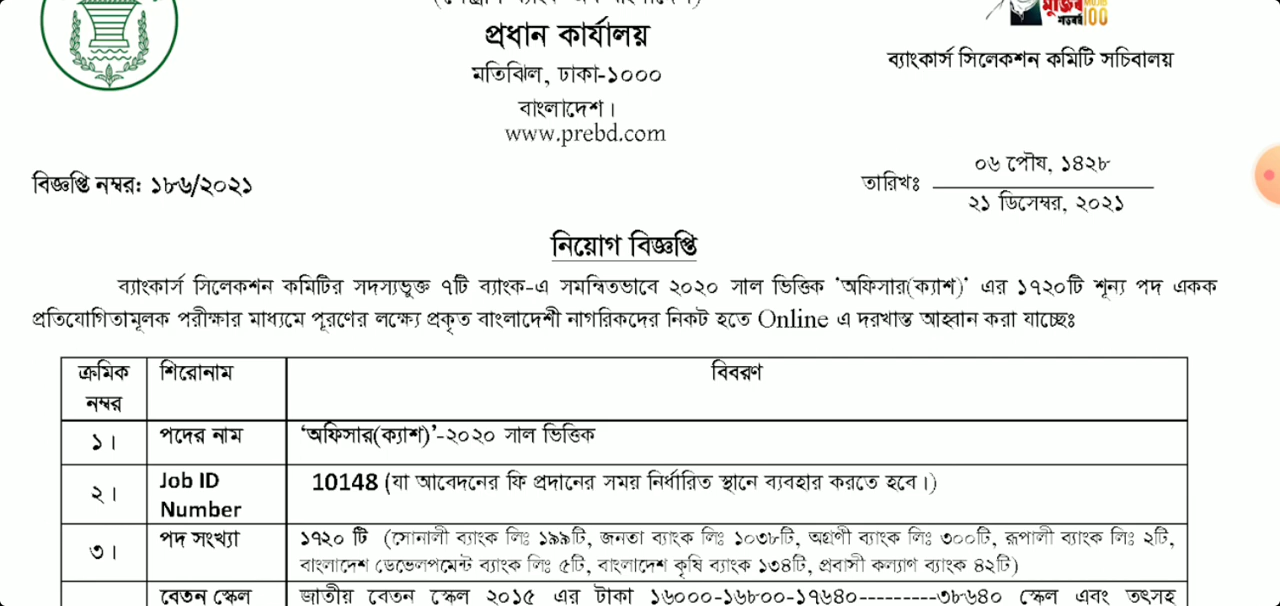 প্রধান কার্যালয়
মতিঝিল, ঢাকা-১০০০
বাংলাদেশ।
www.prebd.com
মুজিব
শতবর্ষ 100
ব্যাংকার্স সিলেকশন কমিটি সচিবালয়
বিজ্ঞপ্তি নম্বর: ১৮৬/২০২১
তারিখঃ ০৬ পৌষ, ১৪২৮
২১ ডিসেম্বর, ২০২১
নিয়োগ বিজ্ঞপ্তি
ব্যাংকার্স সিলেকশন কমিটির সদস্যভুক্ত ৭টি ব্যাংক-এ সমন্বিতভাবে ২০২০ সাল ভিত্তিক ‘অফিসার(ক্যাশ)’ এর ১৭২০টি শূন্য পদ একক
প্রতিযোগিতামূলক পরীক্ষার মাধ্যমে পূরণের লক্ষ্যে প্রকৃত বাংলাদেশী নাগরিকদের নিকট হতে Online এ দরখাস্ত আহ্বান করা যাচ্ছেঃ
ক্রমিক নম্বর শিরোনাম বিবরণ
১। পদের নাম ‘অফিসার(ক্যাশ)’-২০২০ সাল ভিত্তিক
২। Job ID Number 10148 (যা আবেদনের ফি প্রদানের সময় নির্ধারিত স্থানে ব্যবহার করতে হবে।)
৩। পদ সংখ্যা ১৭২০ টি (সোনালী ব্যাংক লিঃ ১৯৯টি, জনতা ব্যাংক লিঃ ১০৩৮টি, অগ্রণী ব্যাংক লিঃ ৩০০টি, রূপালী ব্যাংক লিঃ ২টি,
বাংলাদেশ ডেভেলপমেন্ট ব্যাংক লিঃ ৫টি, বাংলাদেশ কৃষি ব্যাংক ১৩৪টি, প্রবাসী কল্যাণ ব্যাংক ৪২টি)
বেতন স্কেল জাতীয় বেতন স্কেল ২০১৫ এর টাকা ১৬০০০-১৬৮০০-১৭৬৪০---------৩৮৬৪০ স্কেল এবং তৎসহ